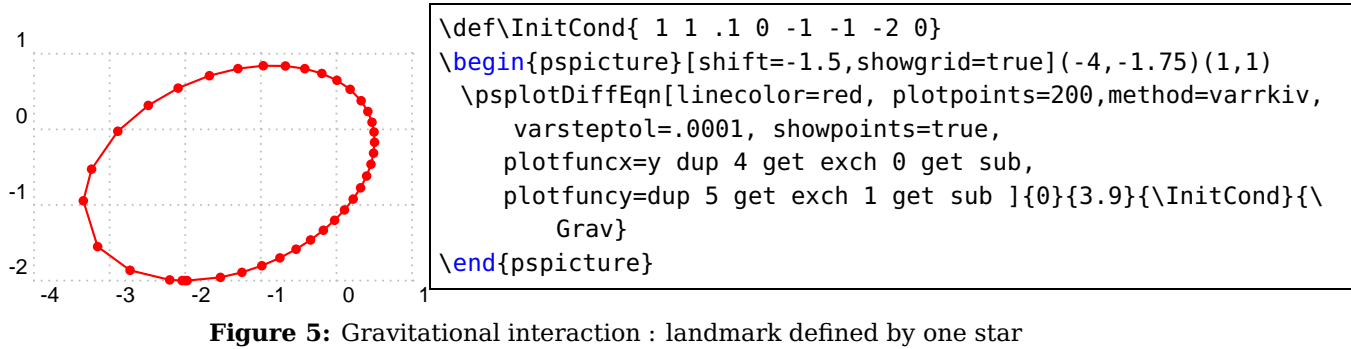 1
0
-1
-2
-4 -3 -2 -1 0 1
\def\InitCond{ 1 1 .1 0 -1 -1 -2 0}
\begin{pspicture}[shift=-1.5,showgrid=true](-4,-1.75)(1,1)
\psplotDiffEqn[linecolor=red, plotpoints=200,method=varrkiv,
varsteptol=.0001, showpoints=true,
plotfuncx=y dup 4 get exch 0 get sub,
plotfuncy=dup 5 get exch 1 get sub ]{0}{3.9}{\InitCond}{\
Grav}
\end{pspicture}
Figure 5: Gravitational interaction : landmark defined by one star